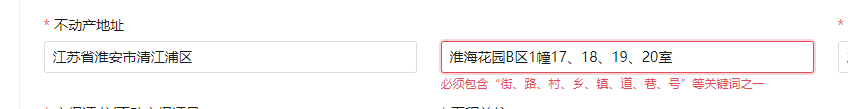 * 不动产地址
*
江苏省淮安市清江浦区 淮海花园B区1幢17、18、19、20室
必须包含“街、路、村、乡、镇、道、巷、号”等关键词之一